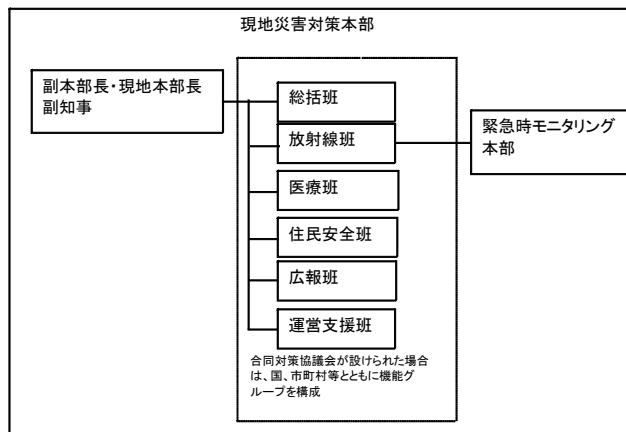 現地災害対策本部
副本部長・現地本部長
副知事
総括班
放射線班
緊急時モニタリング
本部
医療班
住民安全班
広報班
運営支援班
合同対策協議会が設けられた場合
は、国、市町村等とともに機能グ
ループを構成